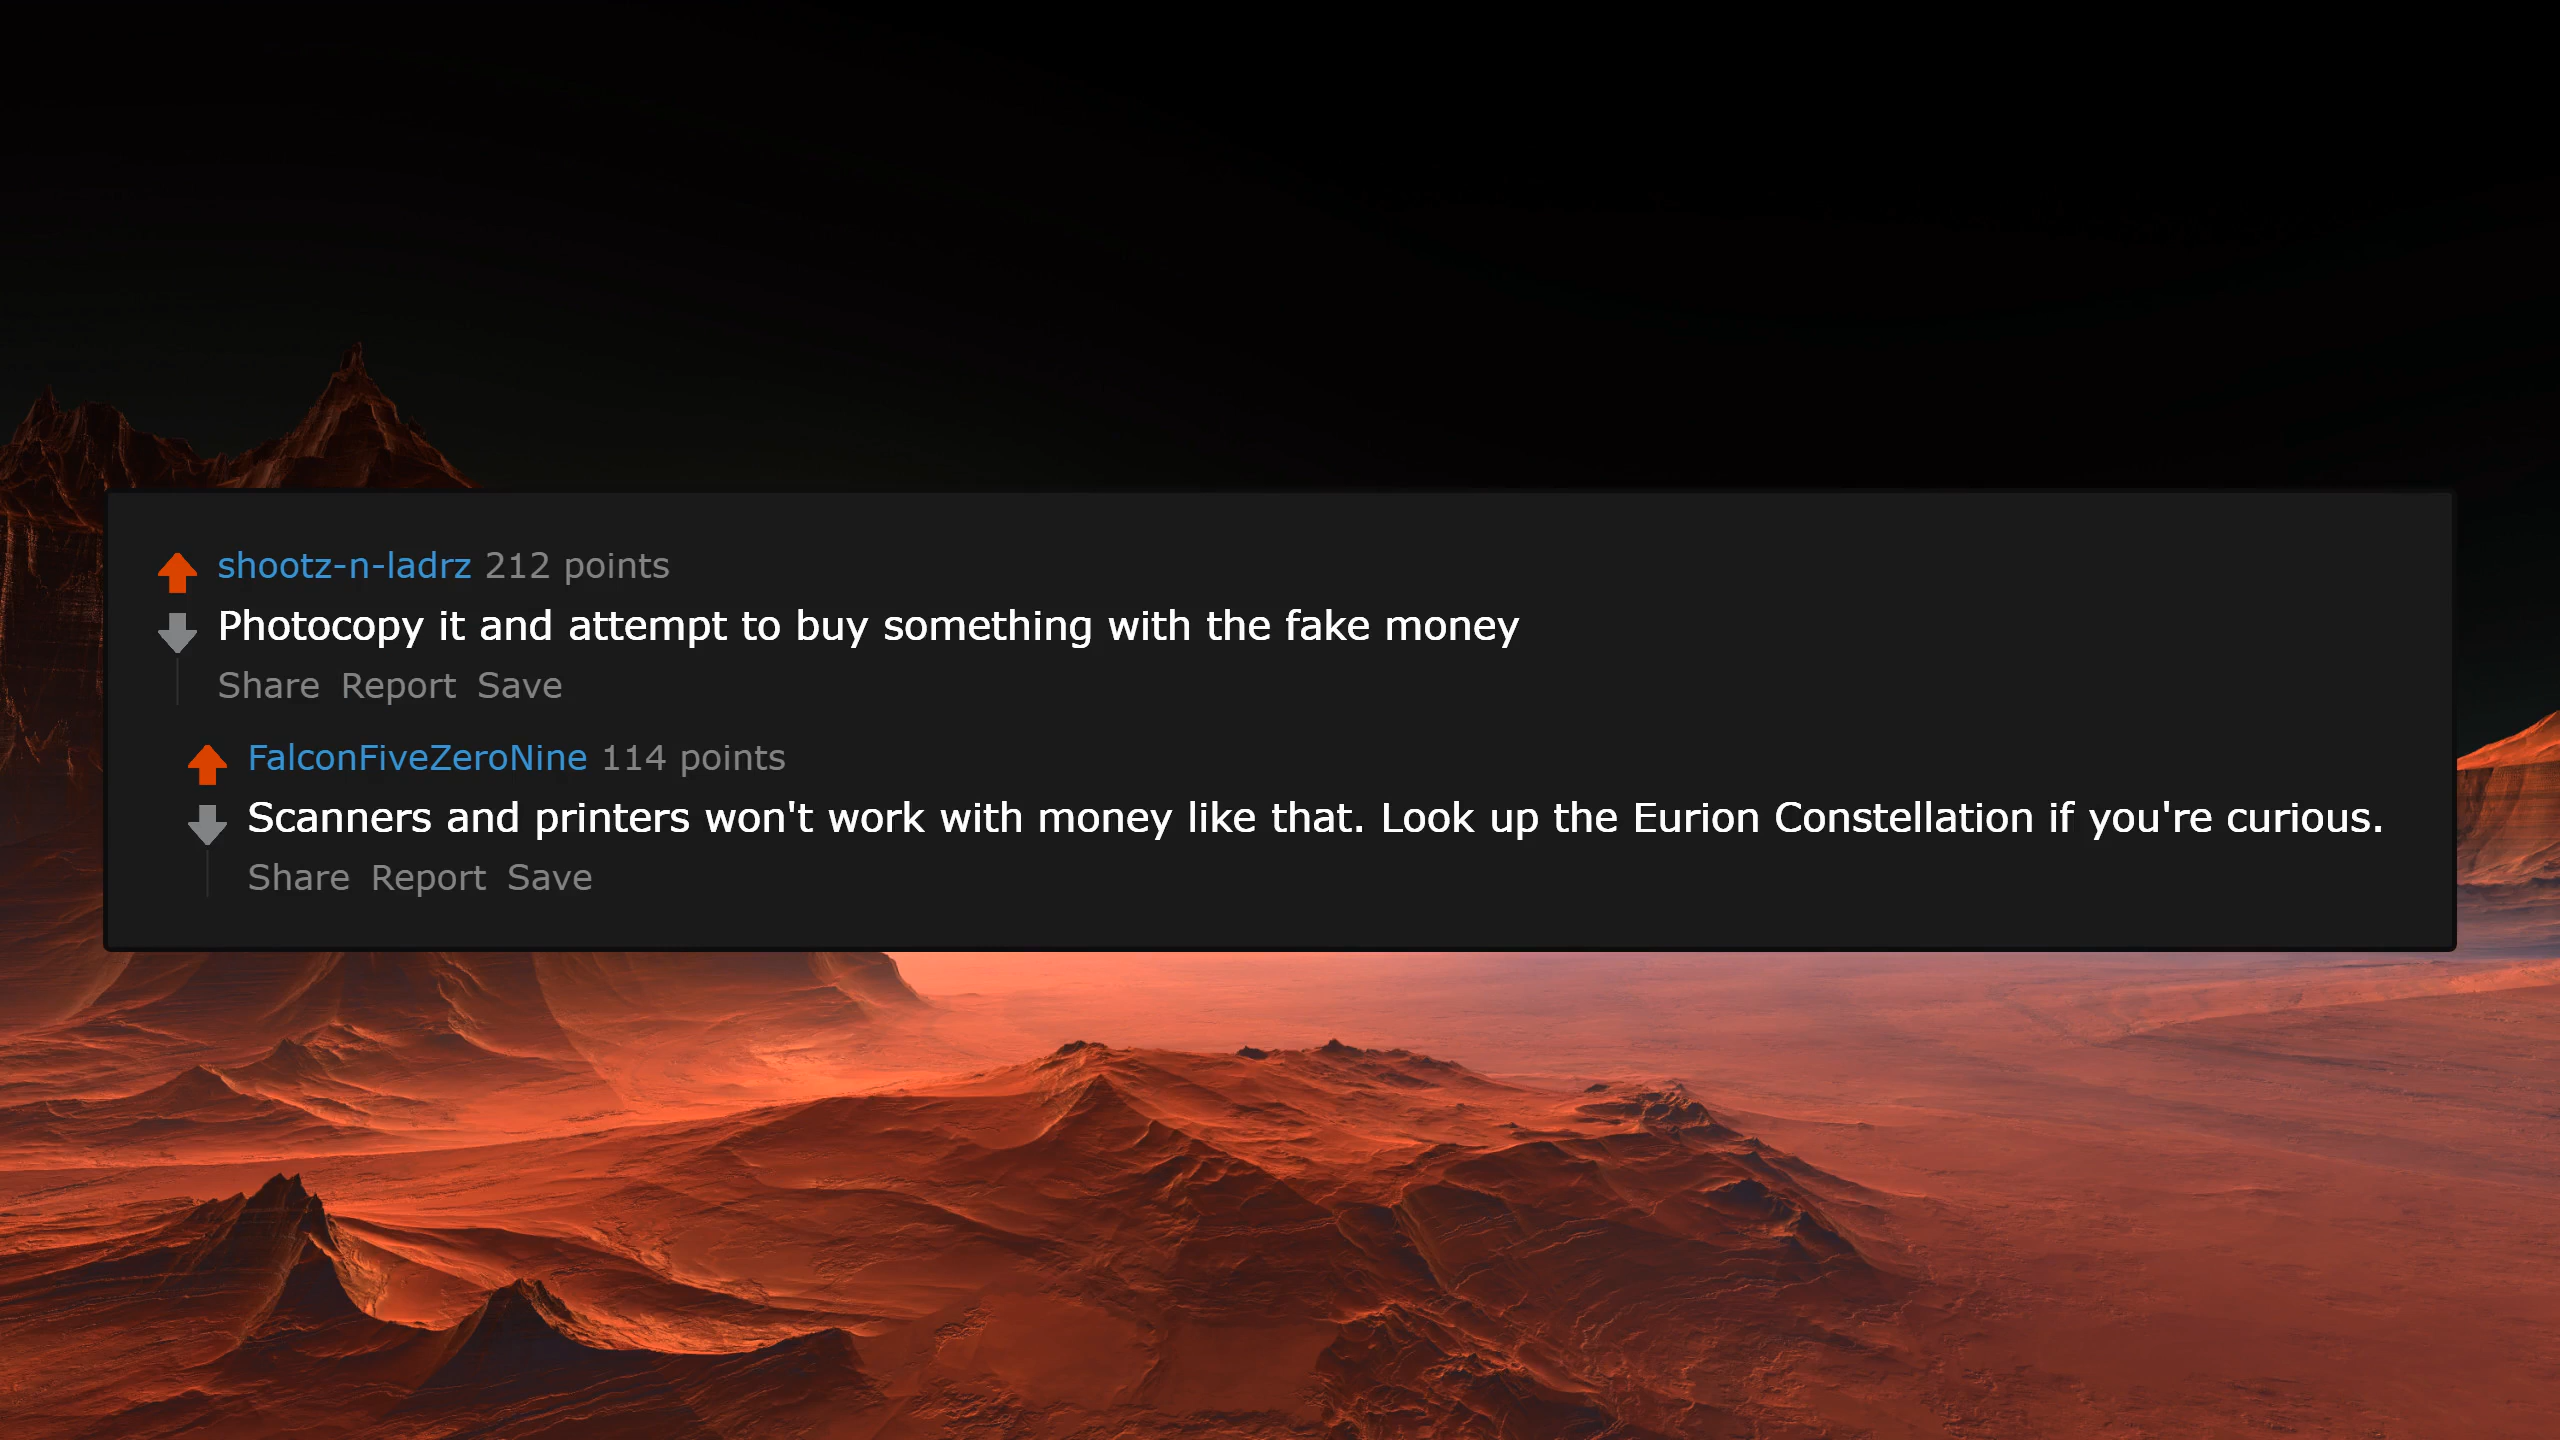 shootz-n-ladrz 212 points
Photocopy it and attempt to buy something with the fake money
Share Report Save
FalconFiveZeroNine 114 points
Scanners and printers won't work with money like that. Look up the Eurion Constellation if you're curious.
Share Report Save